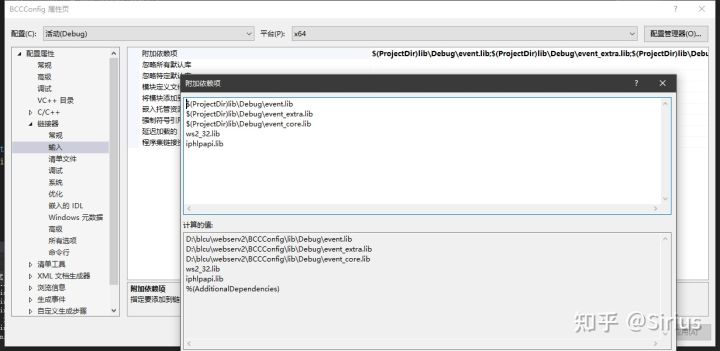 BCCConfig 属性页
配置(C): 活动(Debug) 平台(P): x64 配置管理器(O)...
配置属性
常规
高级
调试
VC++ 目录
C/C++
链接器
常规
输入
清单文件
调试
系统
优化
嵌入的 IDL
Windows 元数据
高级
所有选项
命令行
清单工具
XML 文档生成器
浏览信息
生成事件
自定义生成步骤
附加依赖项 $(ProjectDir)lib\Debug\event.lib;$(ProjectDir)lib\Debug\event_extra.lib;$(ProjectDir)lib\Debu
忽略所有默认库
忽略特定默认库
模块定义文件
将模块添加到
嵌入托管资源
强制符号引用
延迟加载的
程序集链接资
附加依赖项
指定要添加到链
附加依赖项
$(ProjectDir)lib\Debug\event.lib
$(ProjectDir)lib\Debug\event_extra.lib
$(ProjectDir)lib\Debug\event_core.lib
ws2_32.lib
iphlpapi.lib
计算的值:
D:\blcu\webserv2\BCCConfig\lib\Debug\event.lib
D:\blcu\webserv2\BCCConfig\lib\Debug\event_extra.lib
D:\blcu\webserv2\BCCConfig\lib\Debug\event_core.lib
ws2_32.lib
iphlpapi.lib
%(AdditionalDependencies)
知乎 @Sirius